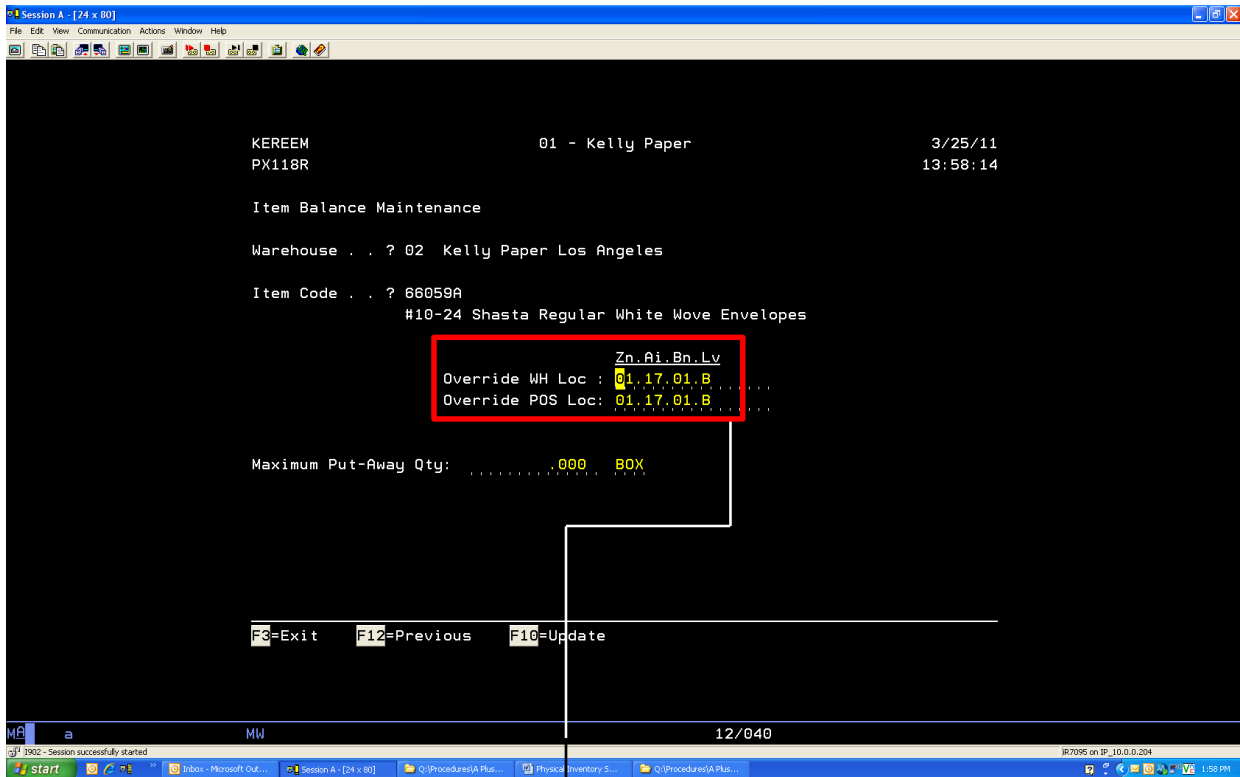 Session A - [24 x 80]
File Edit View Communication Actions Window Help
KEREEM 01 - Kelly Paper 3/25/11
PX118R 13:58:14
Item Balance Maintenance
Warehouse . . ? 02 Kelly Paper Los Angeles
Item Code . . ? 66059A
#10-24 Shasta Regular White Wove Envelopes
Zn.Ai.Bn.Lv
Override WH Loc : 01.17.01.B
Override POS Loc: 01.17.01.B
Maximum Put-Away Qty: .000 BOX
F3=Exit F12=Previous F10=Update
MA a MW 12/040
I902 - Session successfully started iR7095 on IP_10.0.0.204
start Inbox - Microsoft Out... Session A - [24 x 80] Q:\Procedures\A Plus... Physical Inventory S... Q:\Procedures\A Plus... 1:58 PM